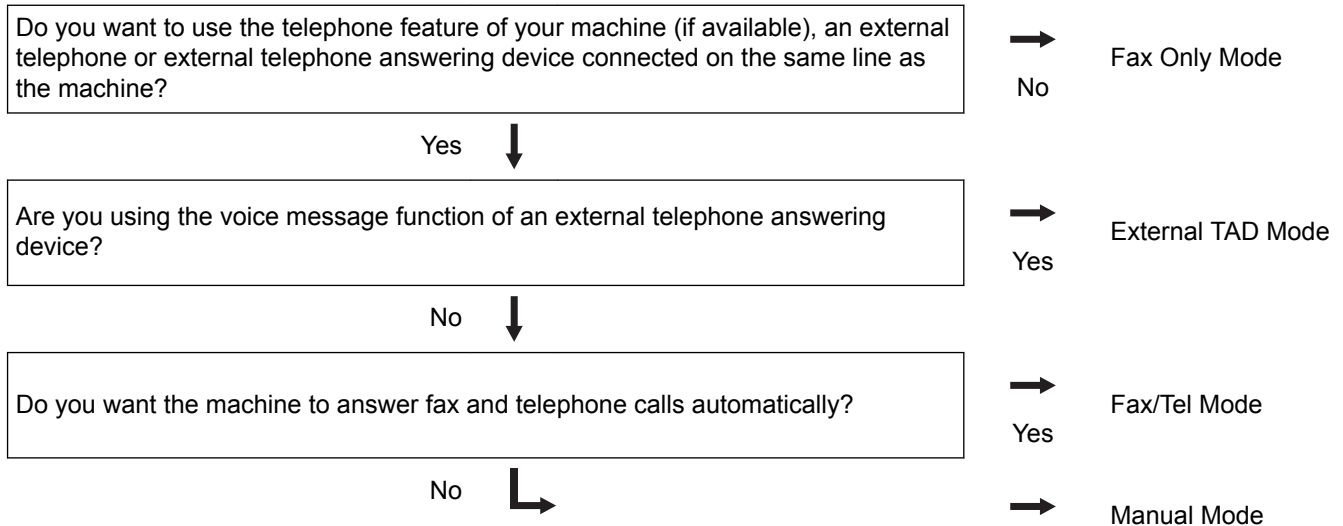 Do you want to use the telephone feature of your machine (if available), an external
telephone or external telephone answering device connected on the same line as
the machine?
No
Fax Only Mode
Yes
Are you using the voice message function of an external telephone answering
device?
Yes
External TAD Mode
No
Do you want the machine to answer fax and telephone calls automatically?
Yes
Fax/Tel Mode
No
Manual Mode